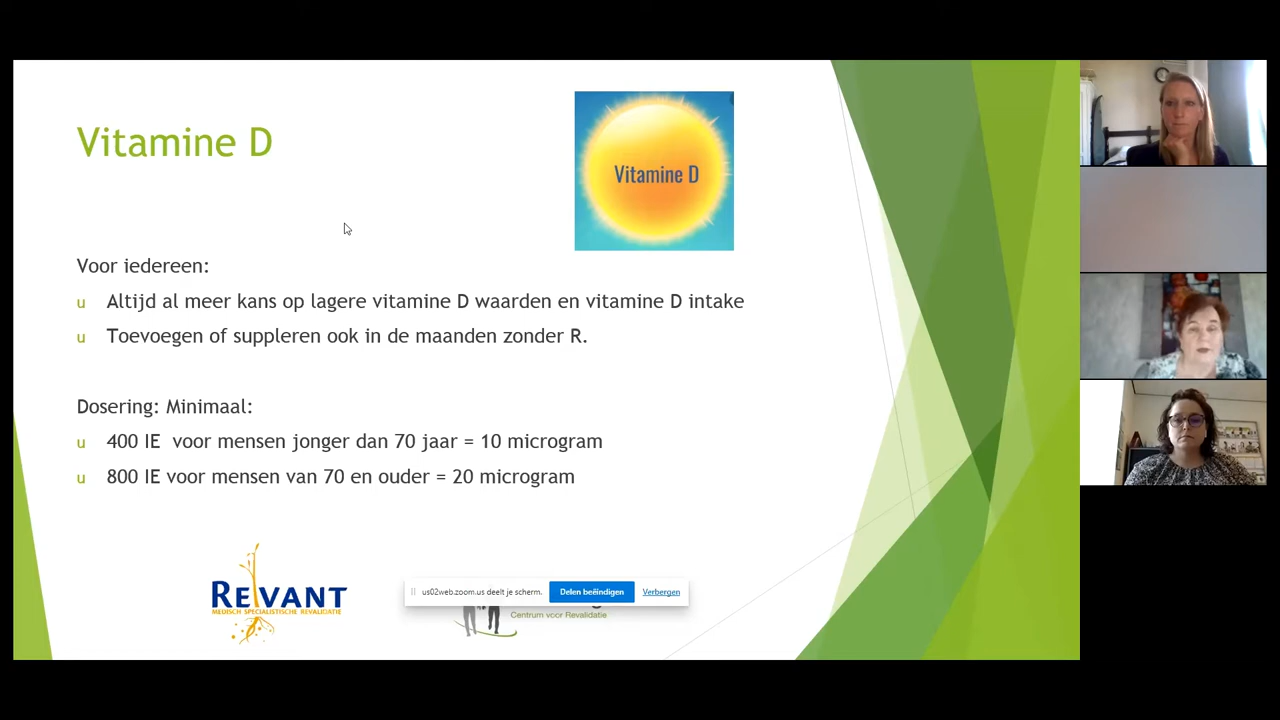 Vitamine D
Vitamine D
Voor iedereen:
u Altijd al meer kans op lagere vitamine D waarden en vitamine D intake
u Toevoegen of suppleren ook in de maanden zonder R.
Dosering: Minimaal:
u 400 IE voor mensen jonger dan 70 jaar = 10 microgram
u 800 IE voor mensen van 70 en ouder = 20 microgram
REVANT
MEDISCH SPECIALISTISCHE REVALIDATIE
us02web.zoom.us deelt je scherm. Delen beëindigen Verbergen
Centrum voor Revalidatie